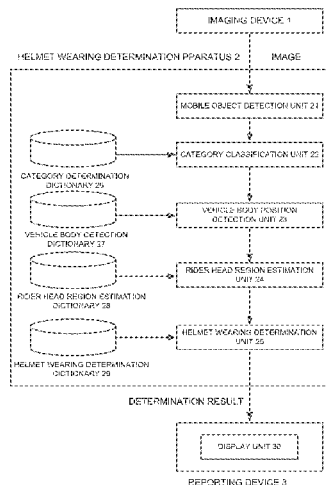 IMAGING DEVICE 1
HELMET WEARING DETERMINATION PPARATUS 2
IMAGE
MOBILE OBJECT DETECTION UNIT 21
CATEGORY CLASSIFICATION UNIT 22
CATEGORY DETERMINATION
DICTIONARY 26
VEHICLE BODY POSITION
DETECTION UNIT 23
VEHICLE BODY DETECTION
DICTIONARY 27
RIDER HEAD REGION ESTIMATION
UNIT 24
RIDER HEAD REGION ESTIMATION
DICTIONARY 28
HELMET WEARING DETERMINATION
UNIT 25
HELMET WEARING DETERMINATION
DICTIONARY 29
DETERMINATION RESULT
DISPLAY UNIT 30
REPORTING DEVICE 3